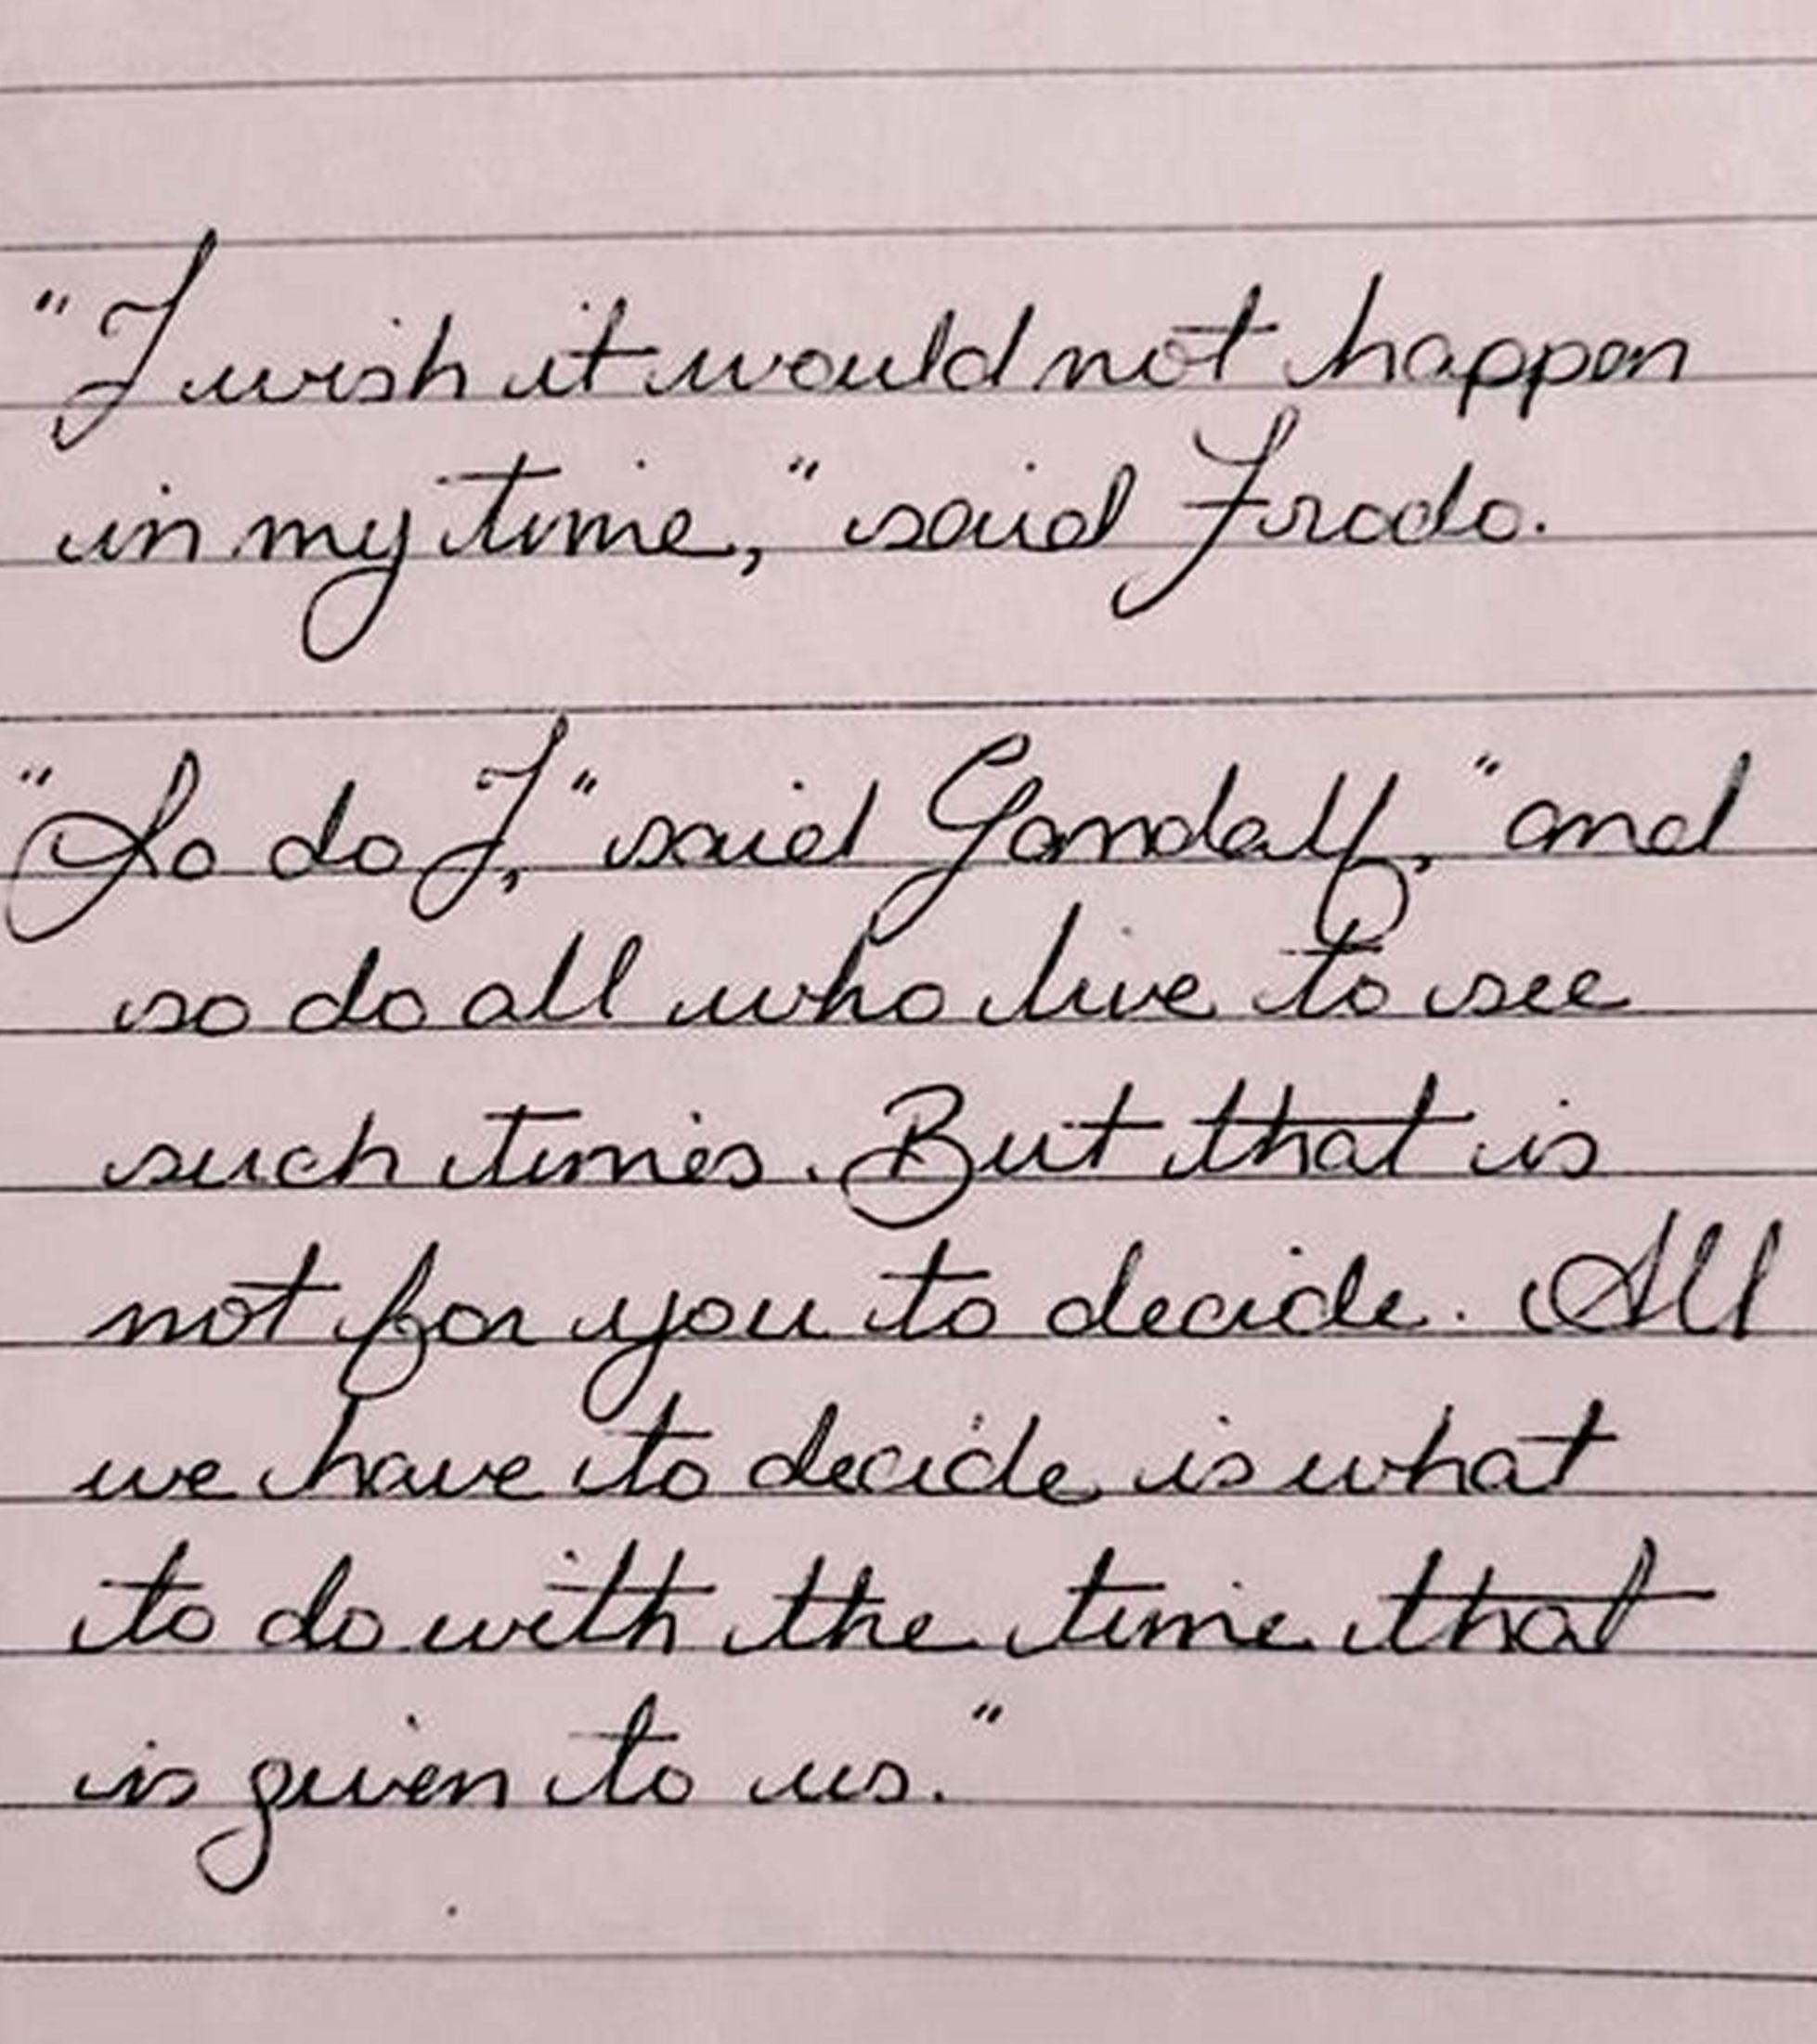 "I wish it would not happen
in my time," said Frodo.
"So do I," said Gandalf, "and
so do all who live to see
such times. But that is
not for you to decide. All
we have to decide is what
to do with the time that
is given to us."